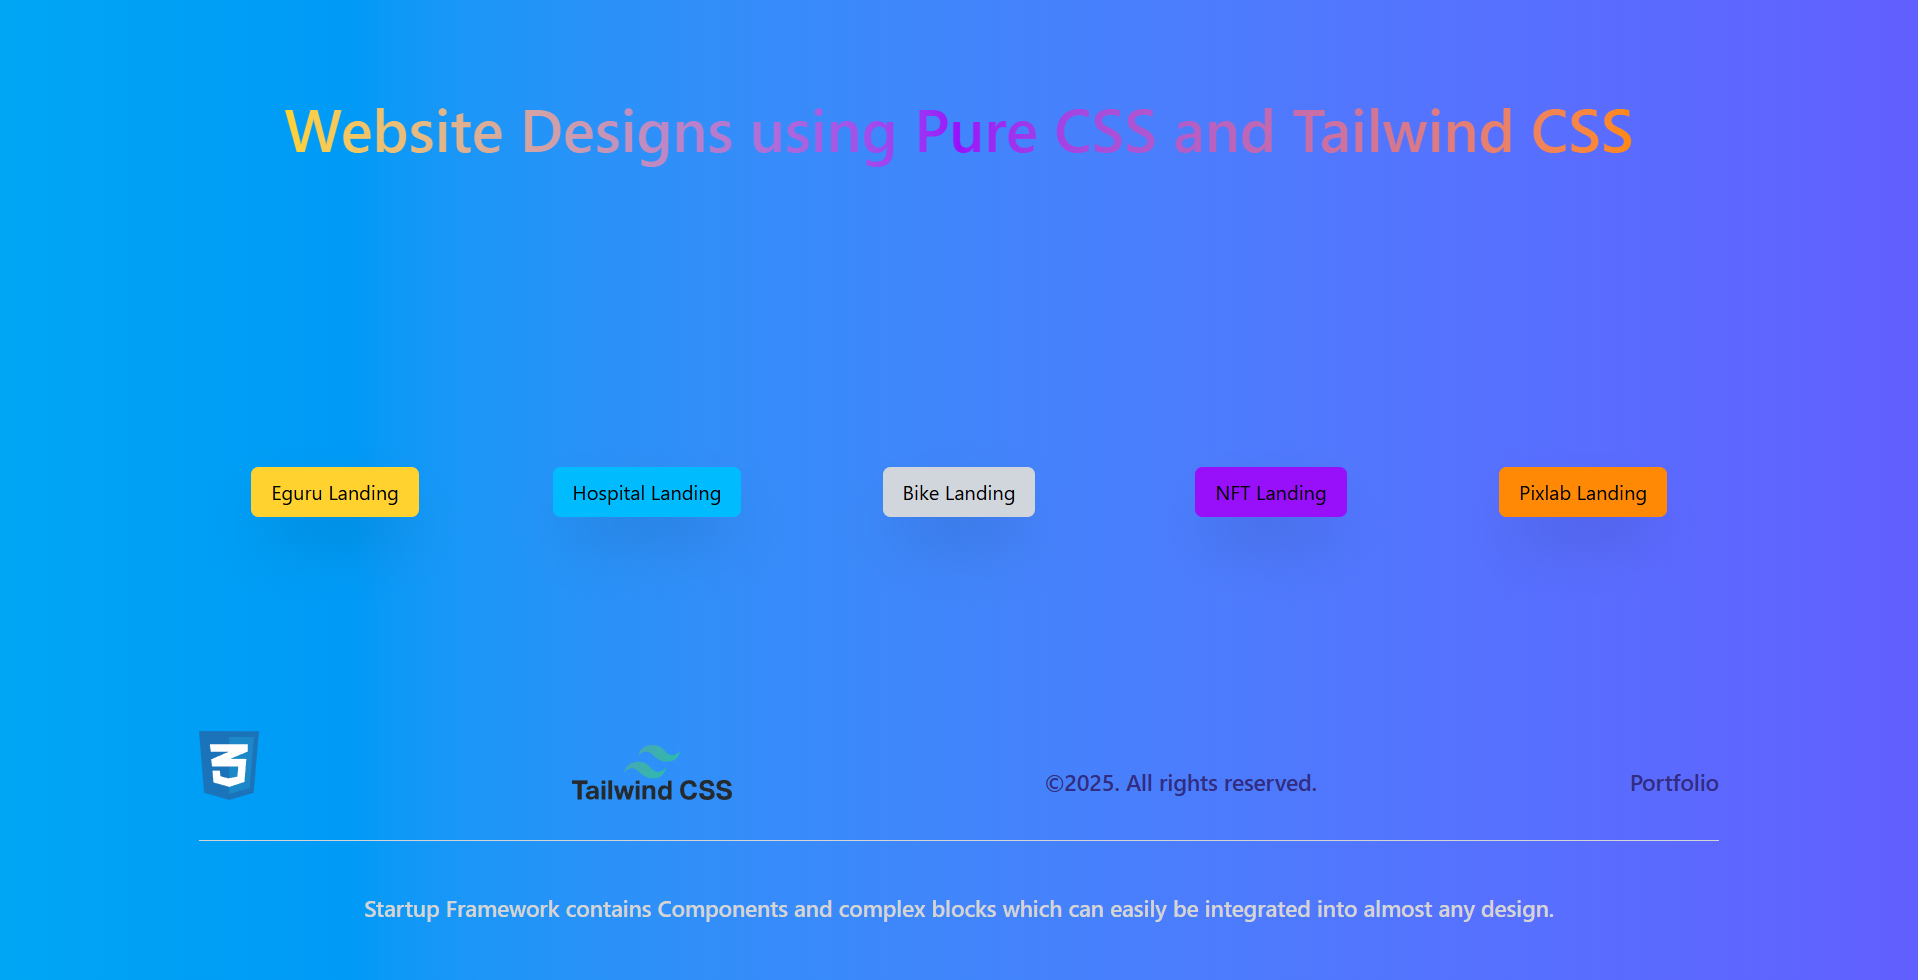 Website Designs using Pure CSS and Tailwind CSS
Eguru Landing
Hospital Landing
Bike Landing
NFT Landing
Pixlab Landing
Tailwind CSS
©2025. All rights reserved.
Portfolio
Startup Framework contains Components and complex blocks which can easily be integrated into almost any design.